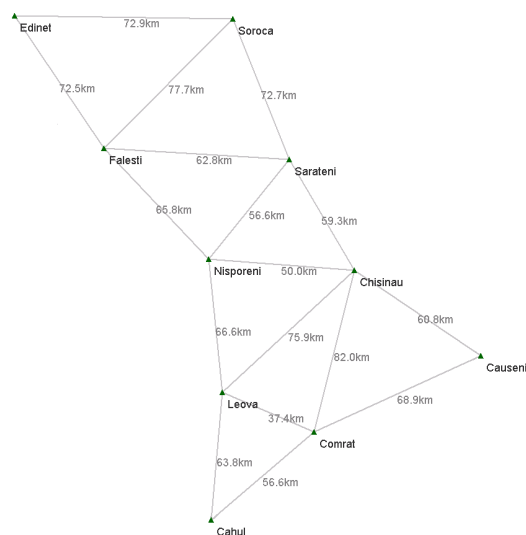 Edinet
72.9km
Soroca
72.5km
77.7km
72.7km
Falesti
62.8km
Sarateni
65.8km
56.6km
59.3km
Nisporeni
50.0km
Chisinau
60.8km
66.6km
75.9km
82.0km
Causeni
Leova
37.4km
68.9km
Comrat
63.8km
56.6km
Cahul